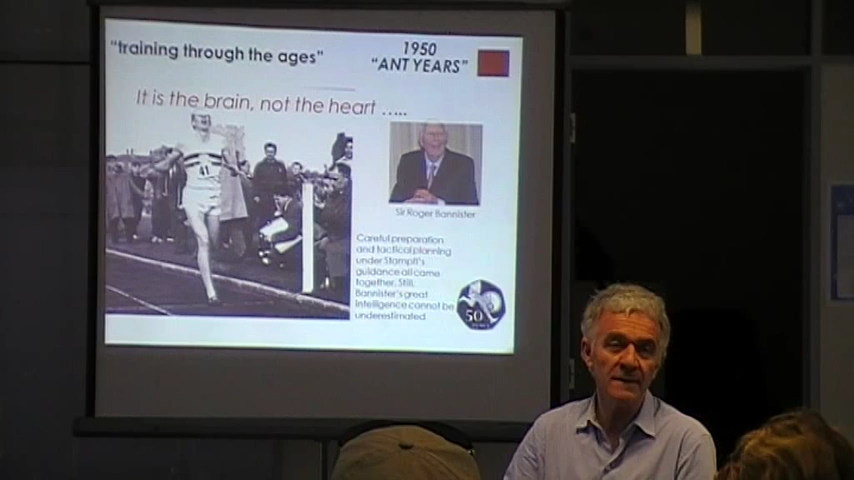 "training through the ages"
1950
"ANT YEARS"
It is the brain, not the heart .....
41
Sir Roger Bannister
Careful preparation
and tactical planning
under Stampfl's
guidance all came
together. Still,
Bannister's great
intelligence cannot be
underestimated
50